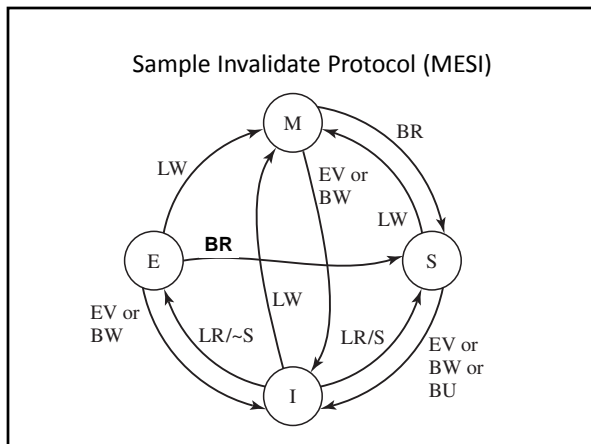 Sample Invalidate Protocol (MESI)
M
BR
LW
EV or
BW
LW
E
BR
S
EV or
BW
LR/~S
LW
LR/S
EV or
BW or
BU
I